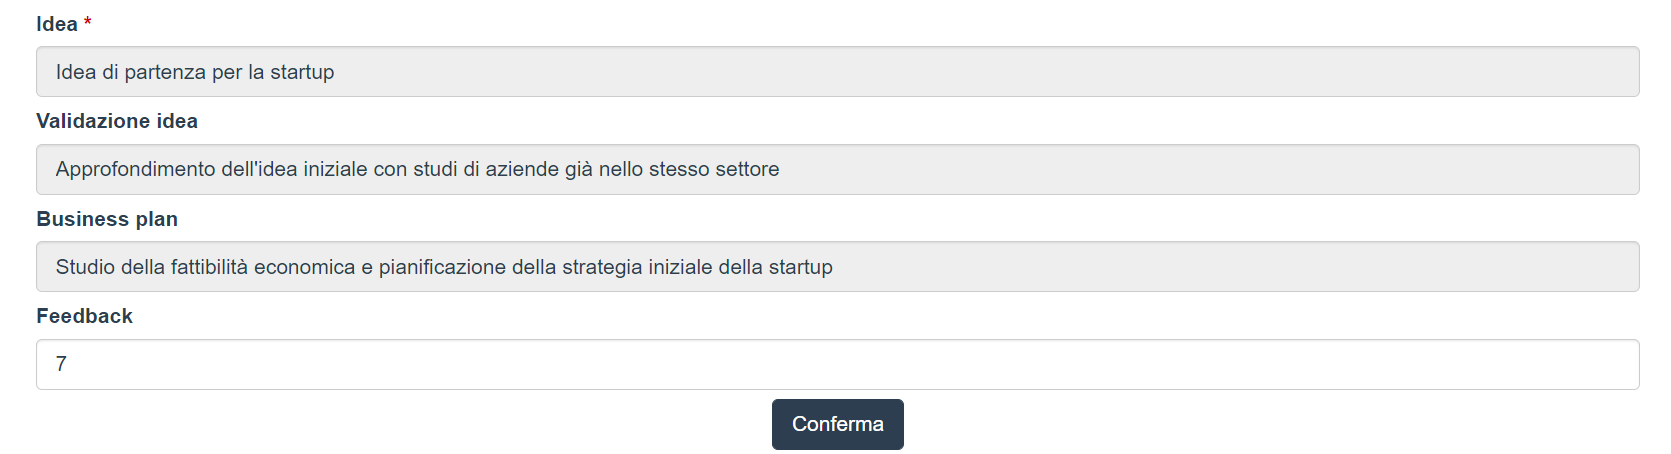 Idea *
Idea di partenza per la startup
Validazione idea
Approfondimento dell'idea iniziale con studi di aziende già nello stesso settore
Business plan
Studio della fattibilità economica e pianificazione della strategia iniziale della startup
Feedback
7
Conferma